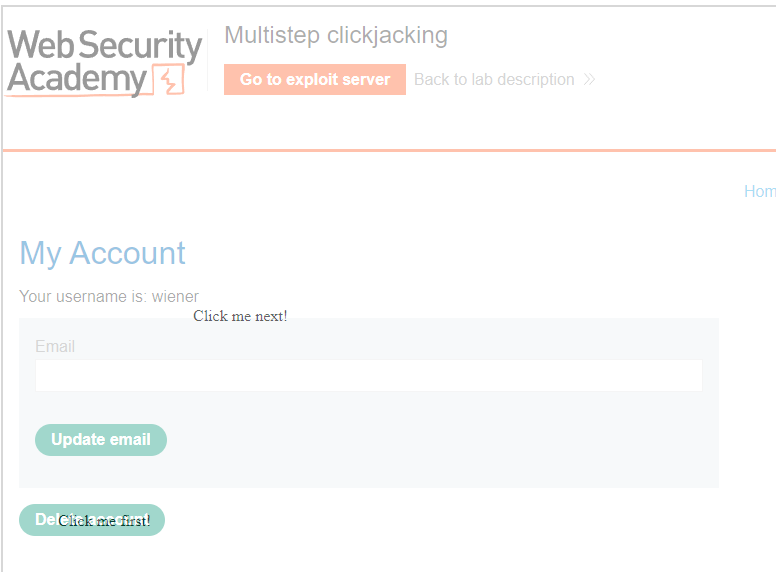 Web Security
Academy
Multistep clickjacking
Go to exploit server
Back to lab description
Hom
My Account
Your username is: wiener
Click me next!
Email
Update email
Delete account
Click me first!